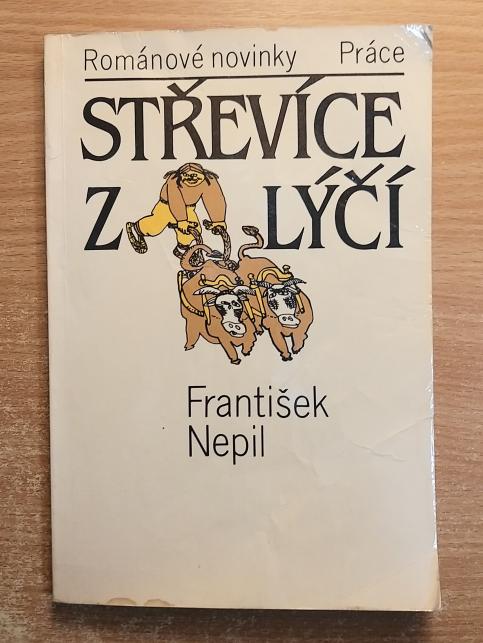 Románové novinky Práce
STŘEVÍCE
Z LÝČÍ
František
Nepil